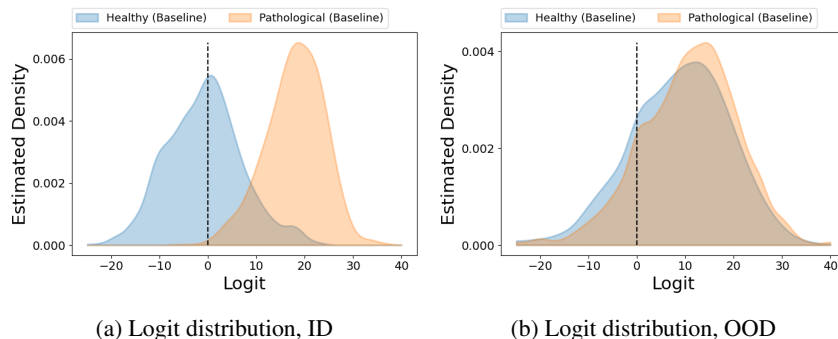 Healthy (Baseline) Pathological (Baseline)
Estimated Density
0.006
0.004
0.002
0.000
−20 −10 0 10 20 30 40
Logit
(a) Logit distribution, ID
Healthy (Baseline) Pathological (Baseline)
Estimated Density
0.004
0.002
0.000
−20 −10 0 10 20 30 40
Logit
(b) Logit distribution, OOD